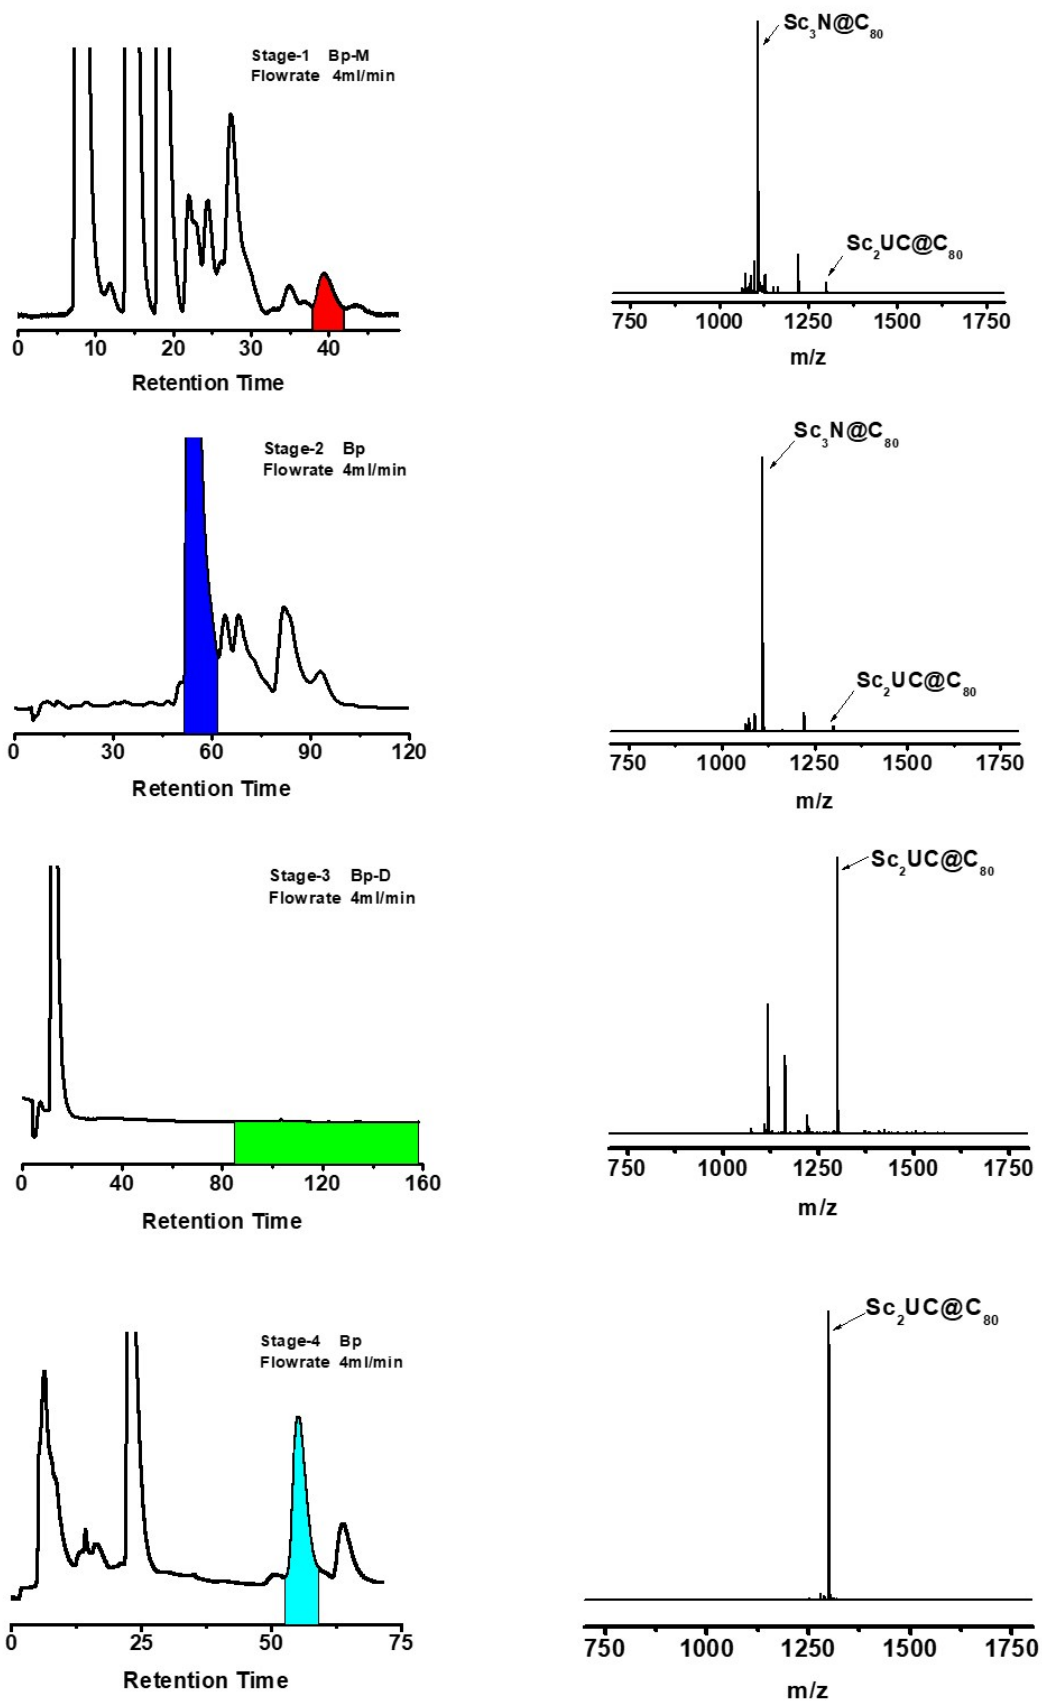 Stage-1 Bp-M
Flowrate 4ml/min
0 10 20 30 40
Retention Time
Sc₃N@C₈₀
Sc₂UC@C₈₀
750 1000 1250 1500 1750
m/z
Stage-2 Bp
Flowrate 4ml/min
0 30 60 90 120
Retention Time
Sc₃N@C₈₀
Sc₂UC@C₈₀
750 1000 1250 1500 1750
m/z
Stage-3 Bp-D
Flowrate 4ml/min
0 40 80 120 160
Retention Time
Sc₂UC@C₈₀
750 1000 1250 1500 1750
m/z
Stage-4 Bp
Flowrate 4ml/min
0 25 50 75
Retention Time
Sc₂UC@C₈₀
750 1000 1250 1500 1750
m/z